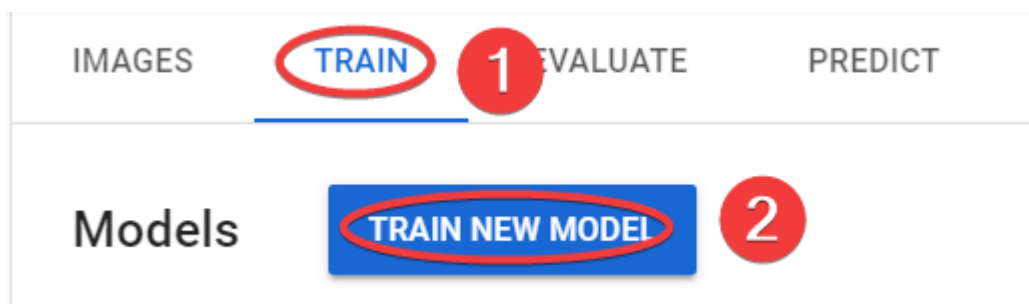 IMAGES TRAIN 1 EVALUATE PREDICT
Models TRAIN NEW MODEL 2